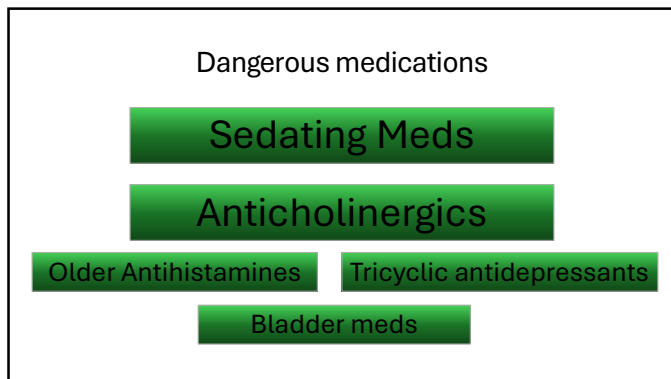 Dangerous medications
Sedating Meds
Anticholinergics
Older Antihistamines
Tricyclic antidepressants
Bladder meds